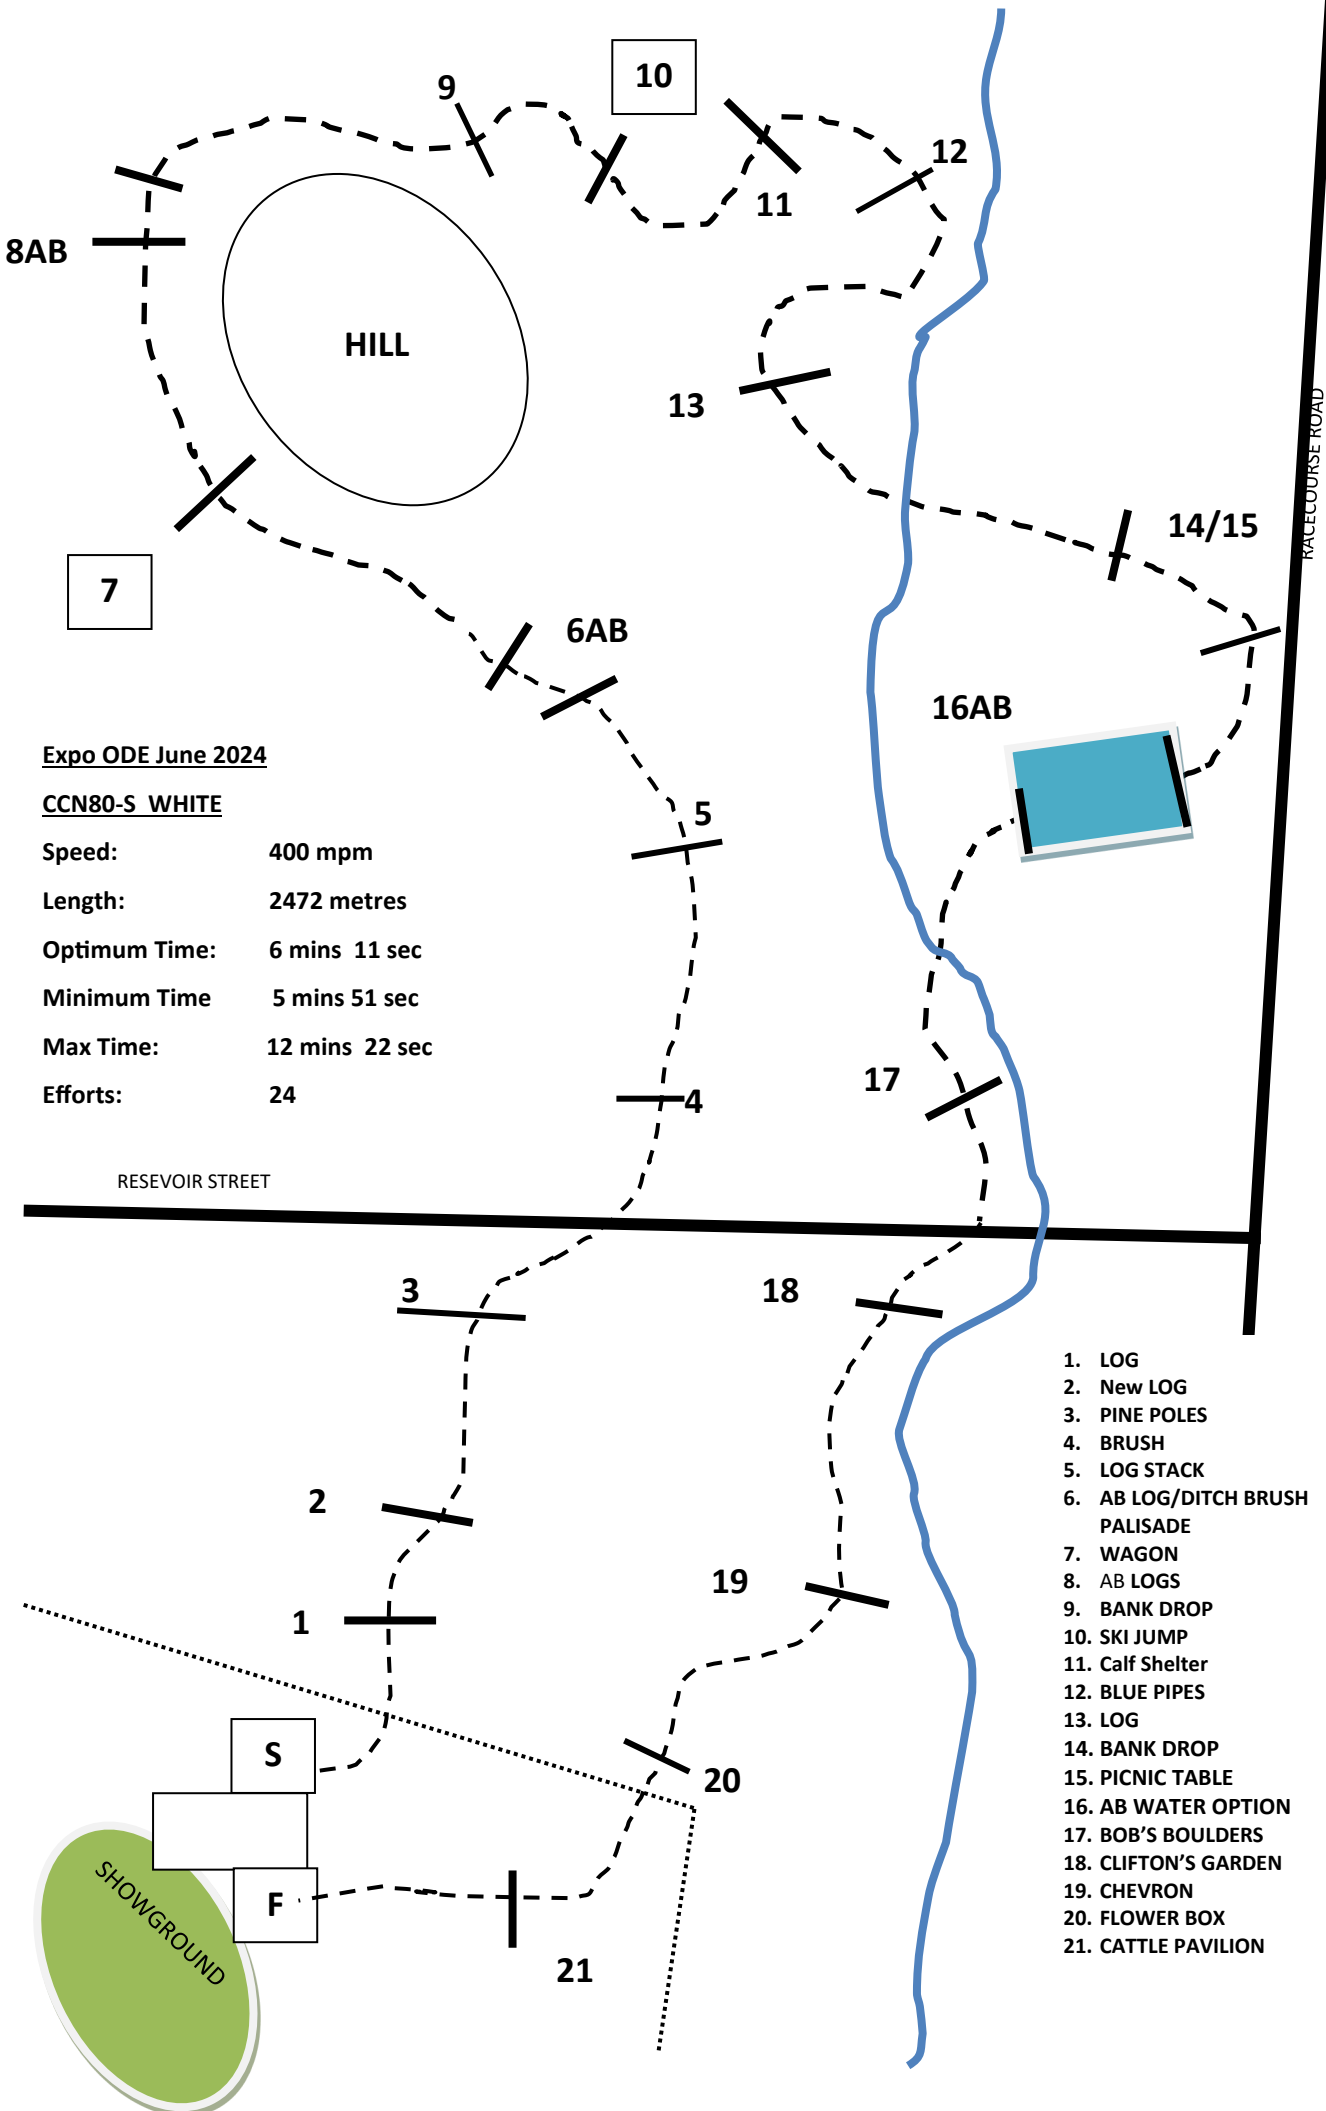 9
10
12
11
8AB
HILL
13
RACECOURSE ROAD
14/15
7
6AB
16AB
Expo ODE June 2024
CCN80-S WHITE
Speed: 400 mpm
Length: 2472 metres
Optimum Time: 6 mins 11 sec
Minimum Time 5 mins 51 sec
Max Time: 12 mins 22 sec
Efforts: 24
5
4
17
RESEVOIR STREET
3
18
2
19
1
S
20
F
SHOWGROUND
21
1. LOG
2. New LOG
3. PINE POLES
4. BRUSH
5. LOG STACK
6. AB LOG/DITCH BRUSH
PALISADE
7. WAGON
8. AB LOGS
9. BANK DROP
10. SKI JUMP
11. Calf Shelter
12. BLUE PIPES
13. LOG
14. BANK DROP
15. PICNIC TABLE
16. AB WATER OPTION
17. BOB'S BOULDERS
18. CLIFTON'S GARDEN
19. CHEVRON
20. FLOWER BOX
21. CATTLE PAVILION